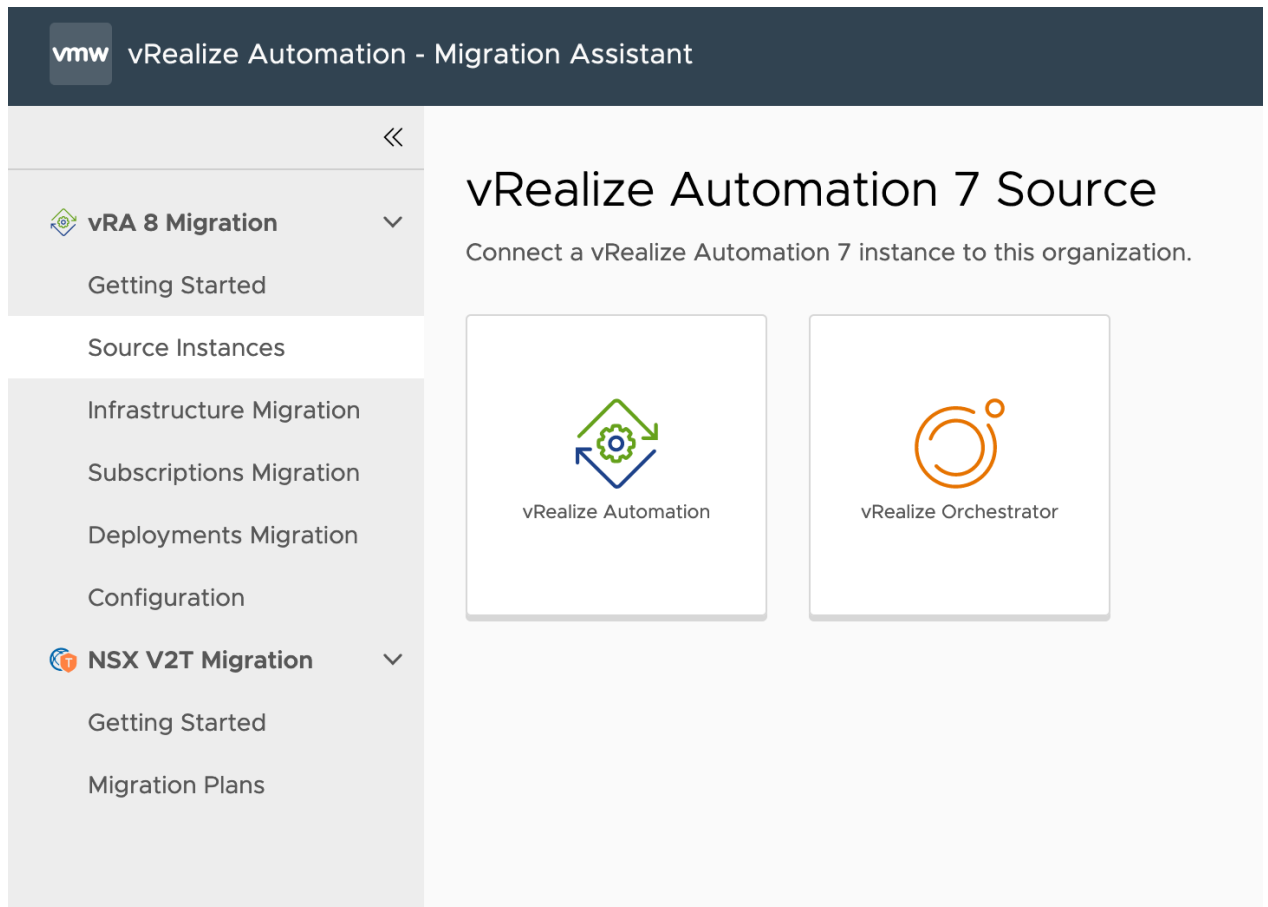 vmw vRealize Automation - Migration Assistant
vRA 8 Migration
Getting Started
Source Instances
Infrastructure Migration
Subscriptions Migration
Deployments Migration
Configuration
NSX V2T Migration
Getting Started
Migration Plans
vRealize Automation 7 Source
Connect a vRealize Automation 7 instance to this organization.
vRealize Automation
vRealize Orchestrator
T